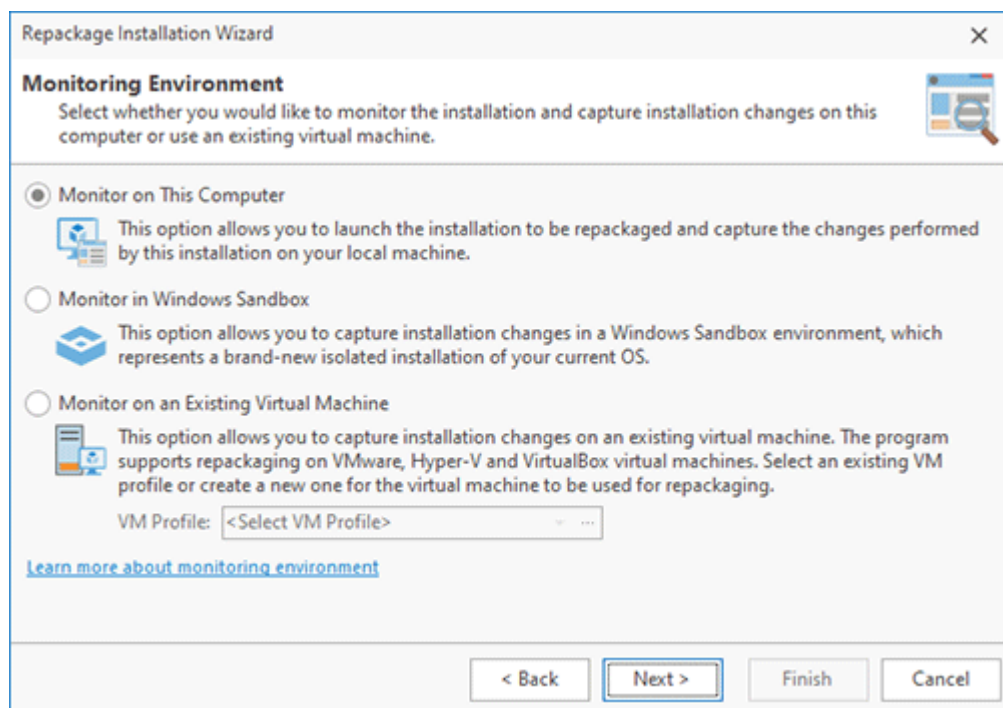 Repackage Installation Wizard
Monitoring Environment
Select whether you would like to monitor the installation and capture installation changes on this
computer or use an existing virtual machine.
Monitor on This Computer
This option allows you to launch the installation to be repackaged and capture the changes performed
by this installation on your local machine.
Monitor in Windows Sandbox
This option allows you to capture installation changes in a Windows Sandbox environment, which
represents a brand-new isolated installation of your current OS.
Monitor on an Existing Virtual Machine
This option allows you to capture installation changes on an existing virtual machine. The program
supports repackaging on VMware, Hyper-V and VirtualBox virtual machines. Select an existing VM
profile or create a new one for the virtual machine to be used for repackaging.
VM Profile: <Select VM Profile> ...
Learn more about monitoring environment
< Back Next > Finish Cancel